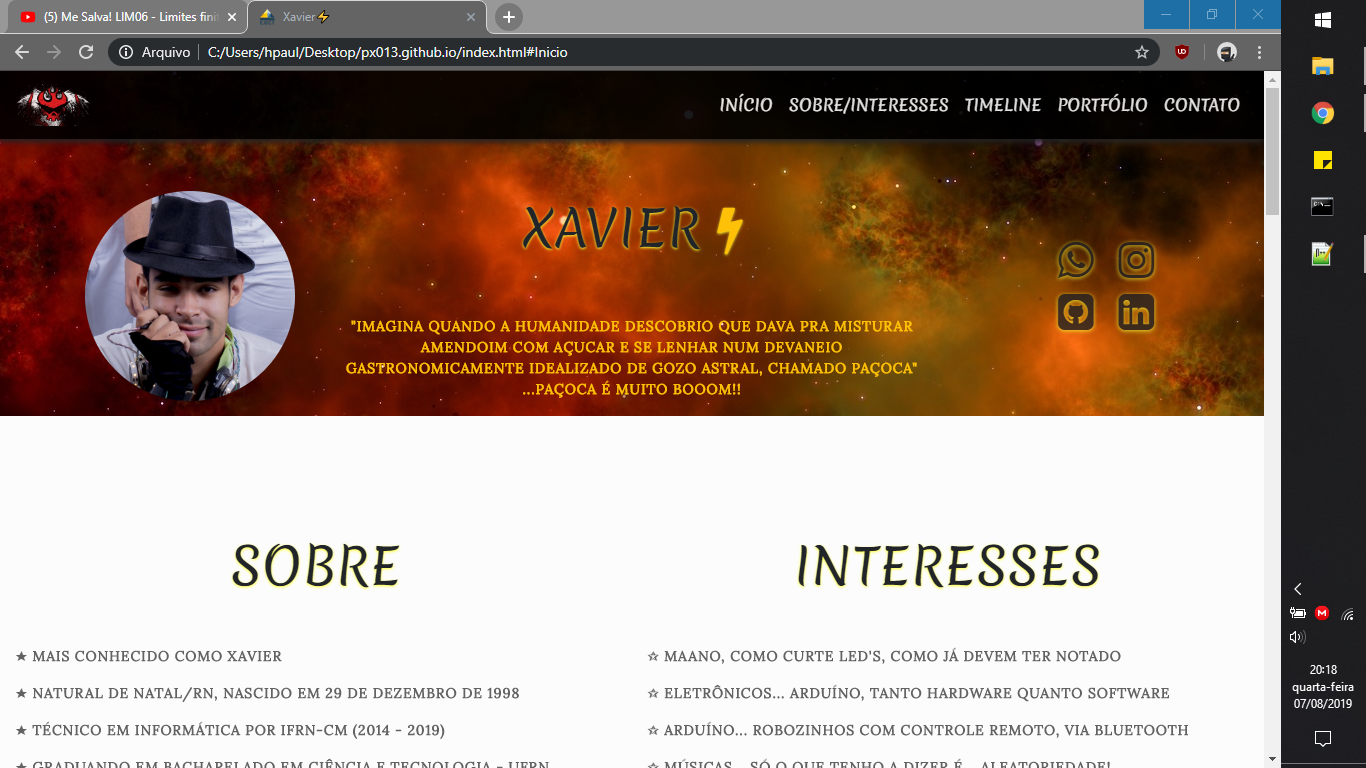 (5) Me Salva! LIM06 - Limites fini
Xavier⚡
Arquivo
C:/Users/hpaul/Desktop/px013.github.io/index.html#Inicio
INÍCIO SOBRE/INTERESSES TIMELINE PORTFÓLIO CONTATO
XAVIER ⚡
"IMAGINA QUANDO A HUMANIDADE DESCOBRIO QUE DAVA PRA MISTURAR
AMENDOIM COM AÇUCAR E SE LENHAR NUM DEVANEIO
GASTRONOMICAMENTE IDEALIZADO DE GOZO ASTRAL, CHAMADO PAÇOCA"
...PAÇOCA É MUITO BOOOM!!
SOBRE
★ MAIS CONHECIDO COMO XAVIER
★ NATURAL DE NATAL/RN, NASCIDO EM 29 DE DEZEMBRO DE 1998
★ TÉCNICO EM INFORMÁTICA POR IFRN-CM (2014 - 2019)
★ GRADUANDO EM BACHARELADO EM CIÊNCIA E TECNOLOGIA - UFRN
INTERESSES
☆ MAANO, COMO CURTE LED'S, COMO JÁ DEVEM TER NOTADO
☆ ELETRÔNICOS... ARDUÍNO, TANTO HARDWARE QUANTO SOFTWARE
☆ ARDUÍNO... ROBOZINHOS COM CONTROLE REMOTO, VIA BLUETOOTH
☆ MÚSICAS... SÓ O QUE TENHO A DIZER É... ALEATORIEDADE!
20:18
quarta-feira
07/08/2019